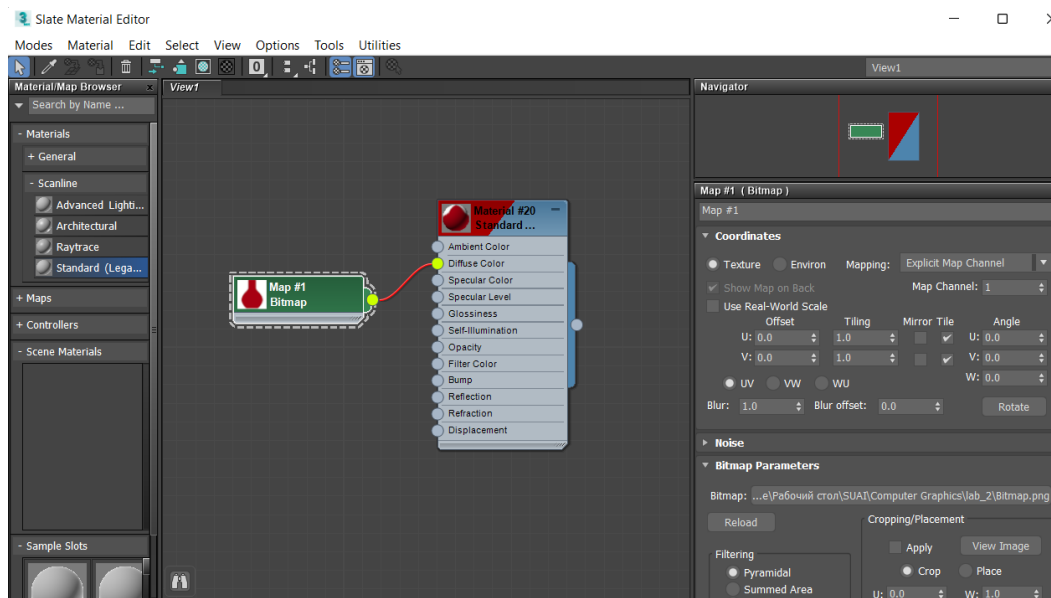 Slate Material Editor
Modes Material Edit Select View Options Tools Utilities
0
View1
Material/Map Browser x
Search by Name ...
- Materials
+ General
- Scanline
Advanced Lighti...
Architectural
Raytrace
Standard (Lega...
+ Maps
+ Controllers
- Scene Materials
- Sample Slots
View1
Map #1
Bitmap
Material #20
Standard ...
Ambient Color
Diffuse Color
Specular Color
Specular Level
Glossiness
Self-Illumination
Opacity
Filter Color
Bump
Reflection
Refraction
Displacement
Navigator
Map #1 ( Bitmap )
Map #1
Coordinates
Texture Environ Mapping: Explicit Map Channel
Show Map on Back Map Channel: 1
Use Real-World Scale
Offset Tiling Mirror Tile Angle
U: 0.0 1.0 U: 0.0
V: 0.0 1.0 V: 0.0
W: 0.0
UV VW WU
Blur: 1.0 Blur offset: 0.0 Rotate
Noise
Bitmap Parameters
Bitmap: ...e\Рабочий стол\SUAI\Computer Graphics\lab_2\Bitmap.png
Reload Cropping/Placement
Apply View Image
Filtering
Pyramidal Crop Place
Summed Area U: 0.0 W: 1.0